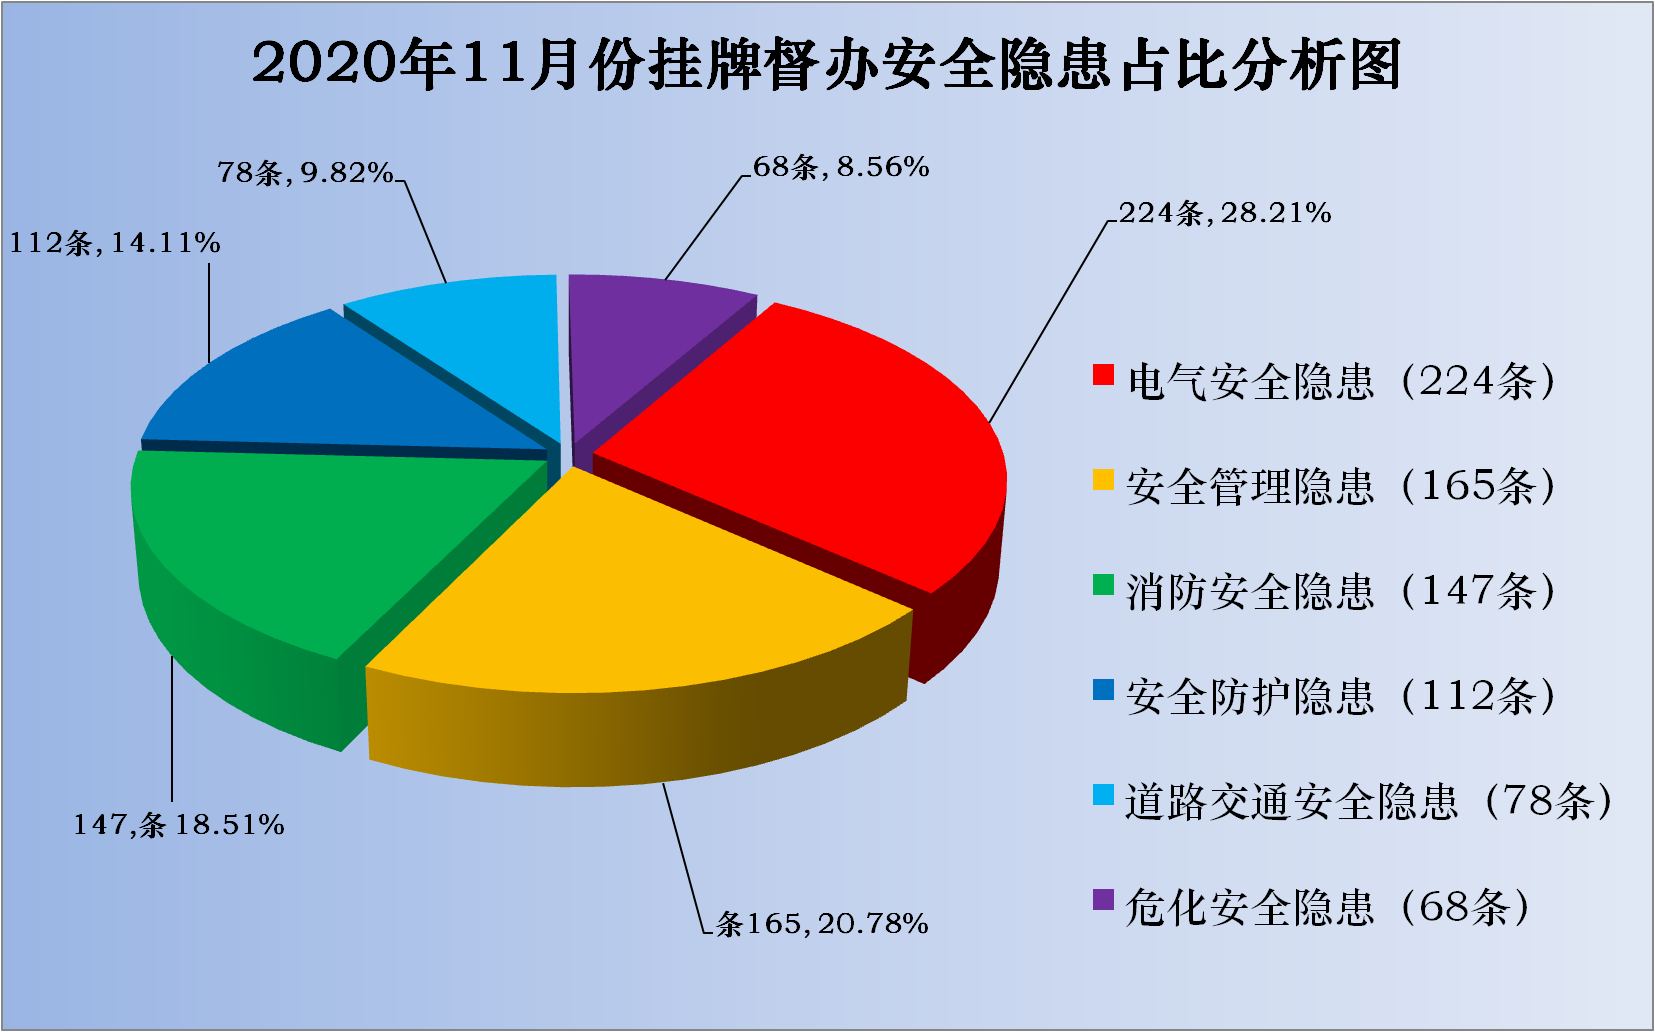 2020年11月份挂牌督办安全隐患占比分析图
78条, 9.82%
68条, 8.56%
224条, 28.21%
112条, 14.11%
147,条 18.51%
条165, 20.78%
电气安全隐患（224条）
安全管理隐患（165条）
消防安全隐患（147条）
安全防护隐患（112条）
道路交通安全隐患（78条）
危化安全隐患（68条）